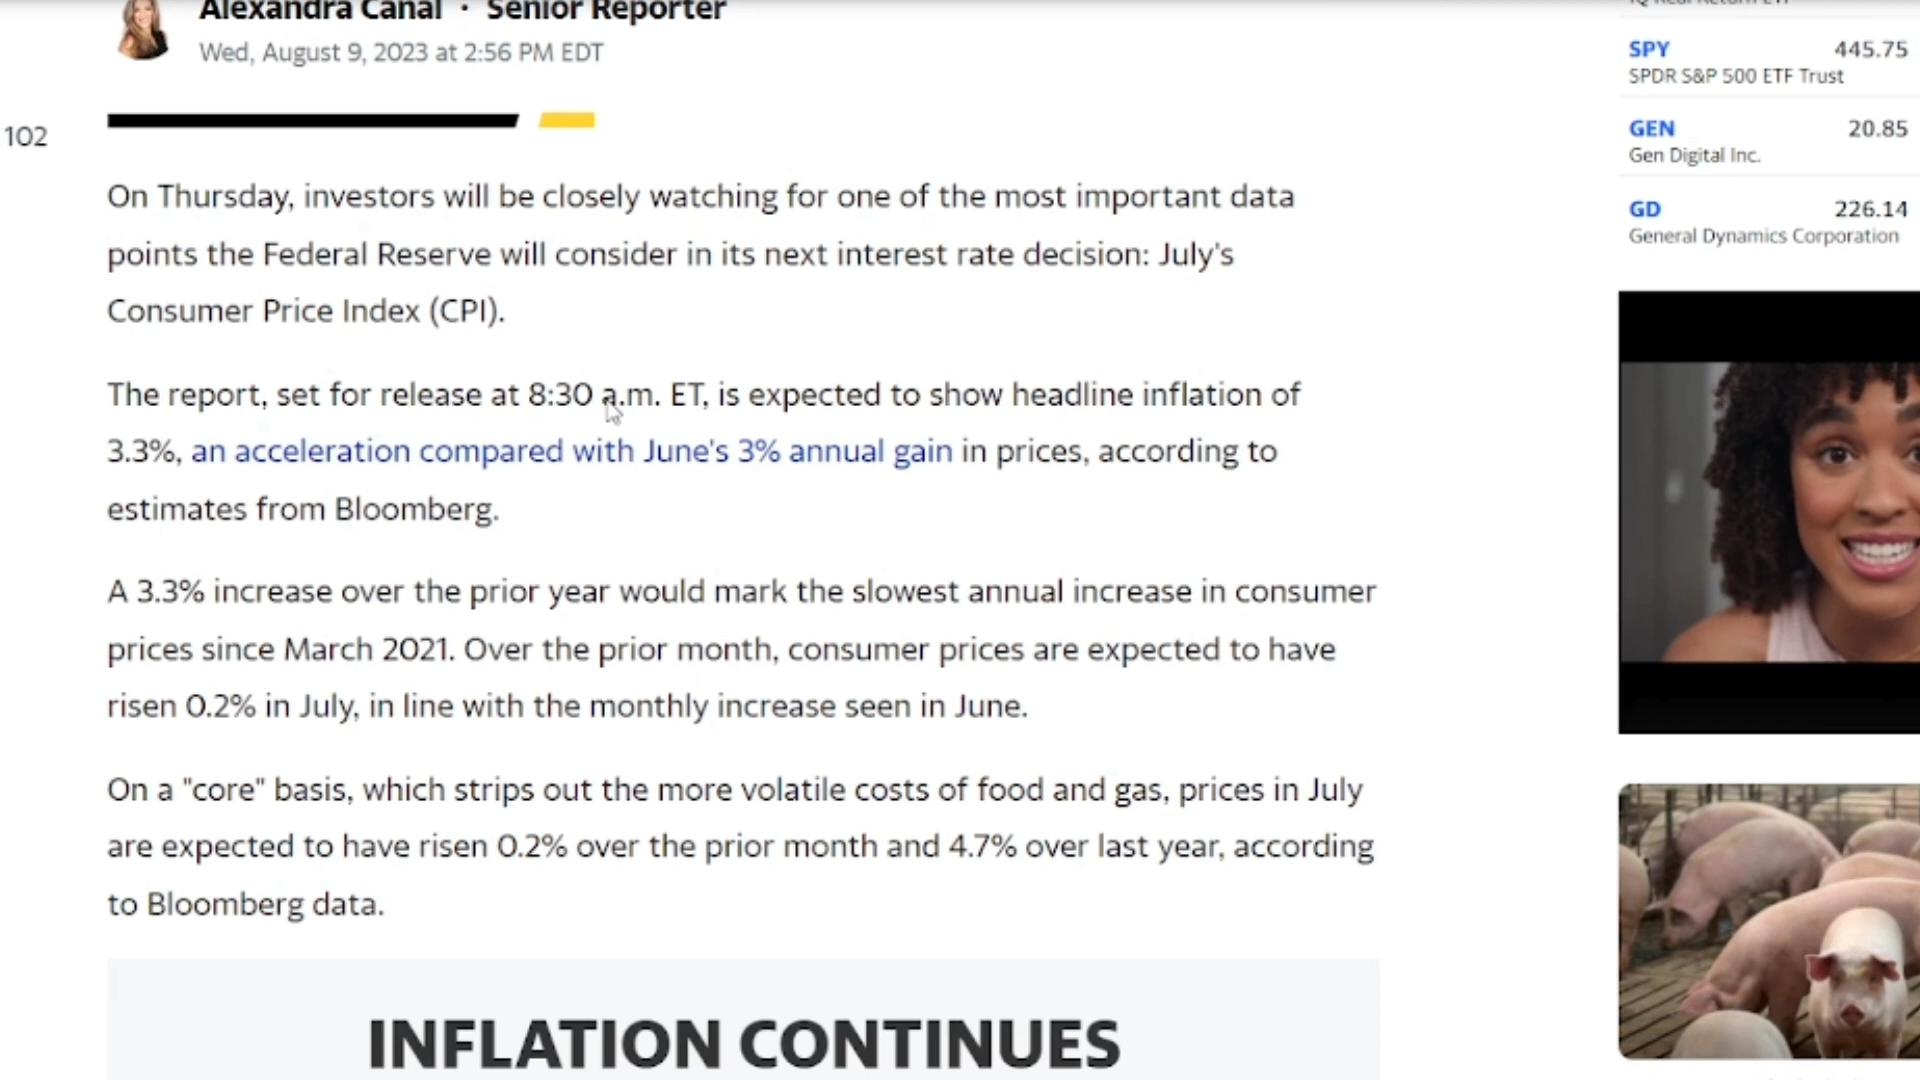 Alexandra Canal · Senior Reporter
Wed, August 9, 2023 at 2:56 PM EDT
102
On Thursday, investors will be closely watching for one of the most important data
points the Federal Reserve will consider in its next interest rate decision: July's
Consumer Price Index (CPI).
The report, set for release at 8:30 a.m. ET, is expected to show headline inflation of
3.3%, an acceleration compared with June's 3% annual gain in prices, according to
estimates from Bloomberg.
A 3.3% increase over the prior year would mark the slowest annual increase in consumer
prices since March 2021. Over the prior month, consumer prices are expected to have
risen 0.2% in July, in line with the monthly increase seen in June.
On a "core" basis, which strips out the more volatile costs of food and gas, prices in July
are expected to have risen 0.2% over the prior month and 4.7% over last year, according
to Bloomberg data.
INFLATION CONTINUES
SPY 445.75
SPDR S&P 500 ETF Trust
GEN 20.85
Gen Digital Inc.
GD 226.14
General Dynamics Corporation